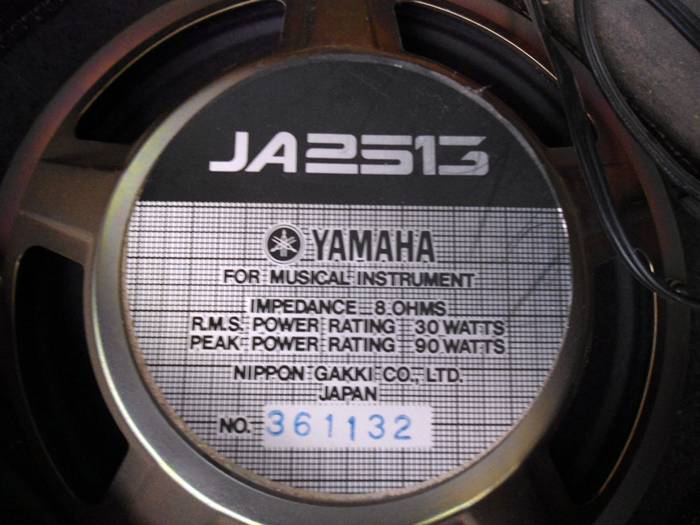 JA2513
YAMAHA
FOR MUSICAL INSTRUMENT
IMPEDANCE 8 OHMS
R.M.S. POWER RATING 30 WATTS
PEAK POWER RATING 90 WATTS
NIPPON GAKKI CO., LTD.
JAPAN
NO. 361132